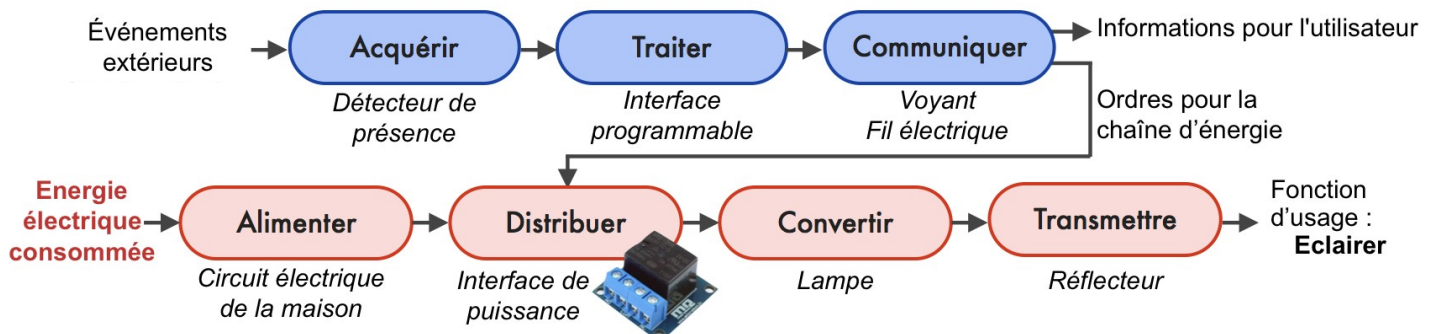 Événements
extérieurs
Acquérir
Traiter
Communiquer
Informations pour l'utilisateur
Détecteur de
présence
Interface
programmable
Voyant
Fil électrique
Ordres pour la
chaîne d'énergie
Energie
électrique
consommée
Alimenter
Distribuer
Convertir
Transmettre
Fonction
d'usage :
Eclairer
Circuit électrique
de la maison
Interface de
puissance
Lampe
Réflecteur